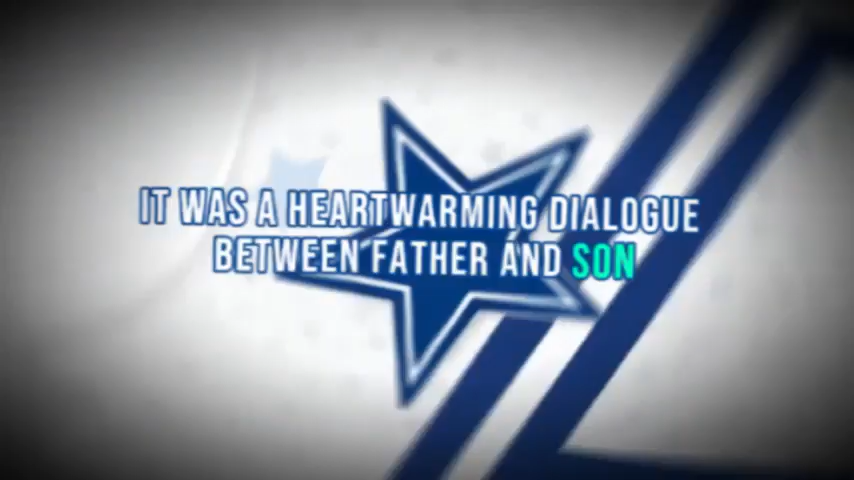 IT WAS A HEARTWARMING DIALOGUE
BETWEEN FATHER AND SON